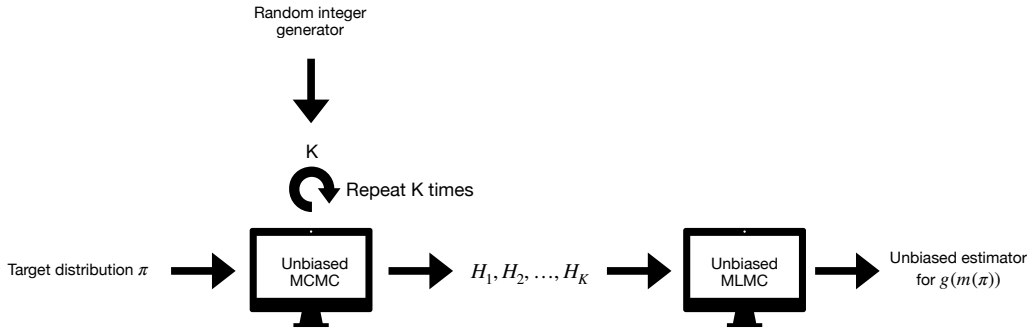 Random integer
generator
K
Repeat K times
Target distribution π
Unbiased
MCMC
H₁, H₂, …, H_K
Unbiased
MLMC
Unbiased estimator
for g(m(π))